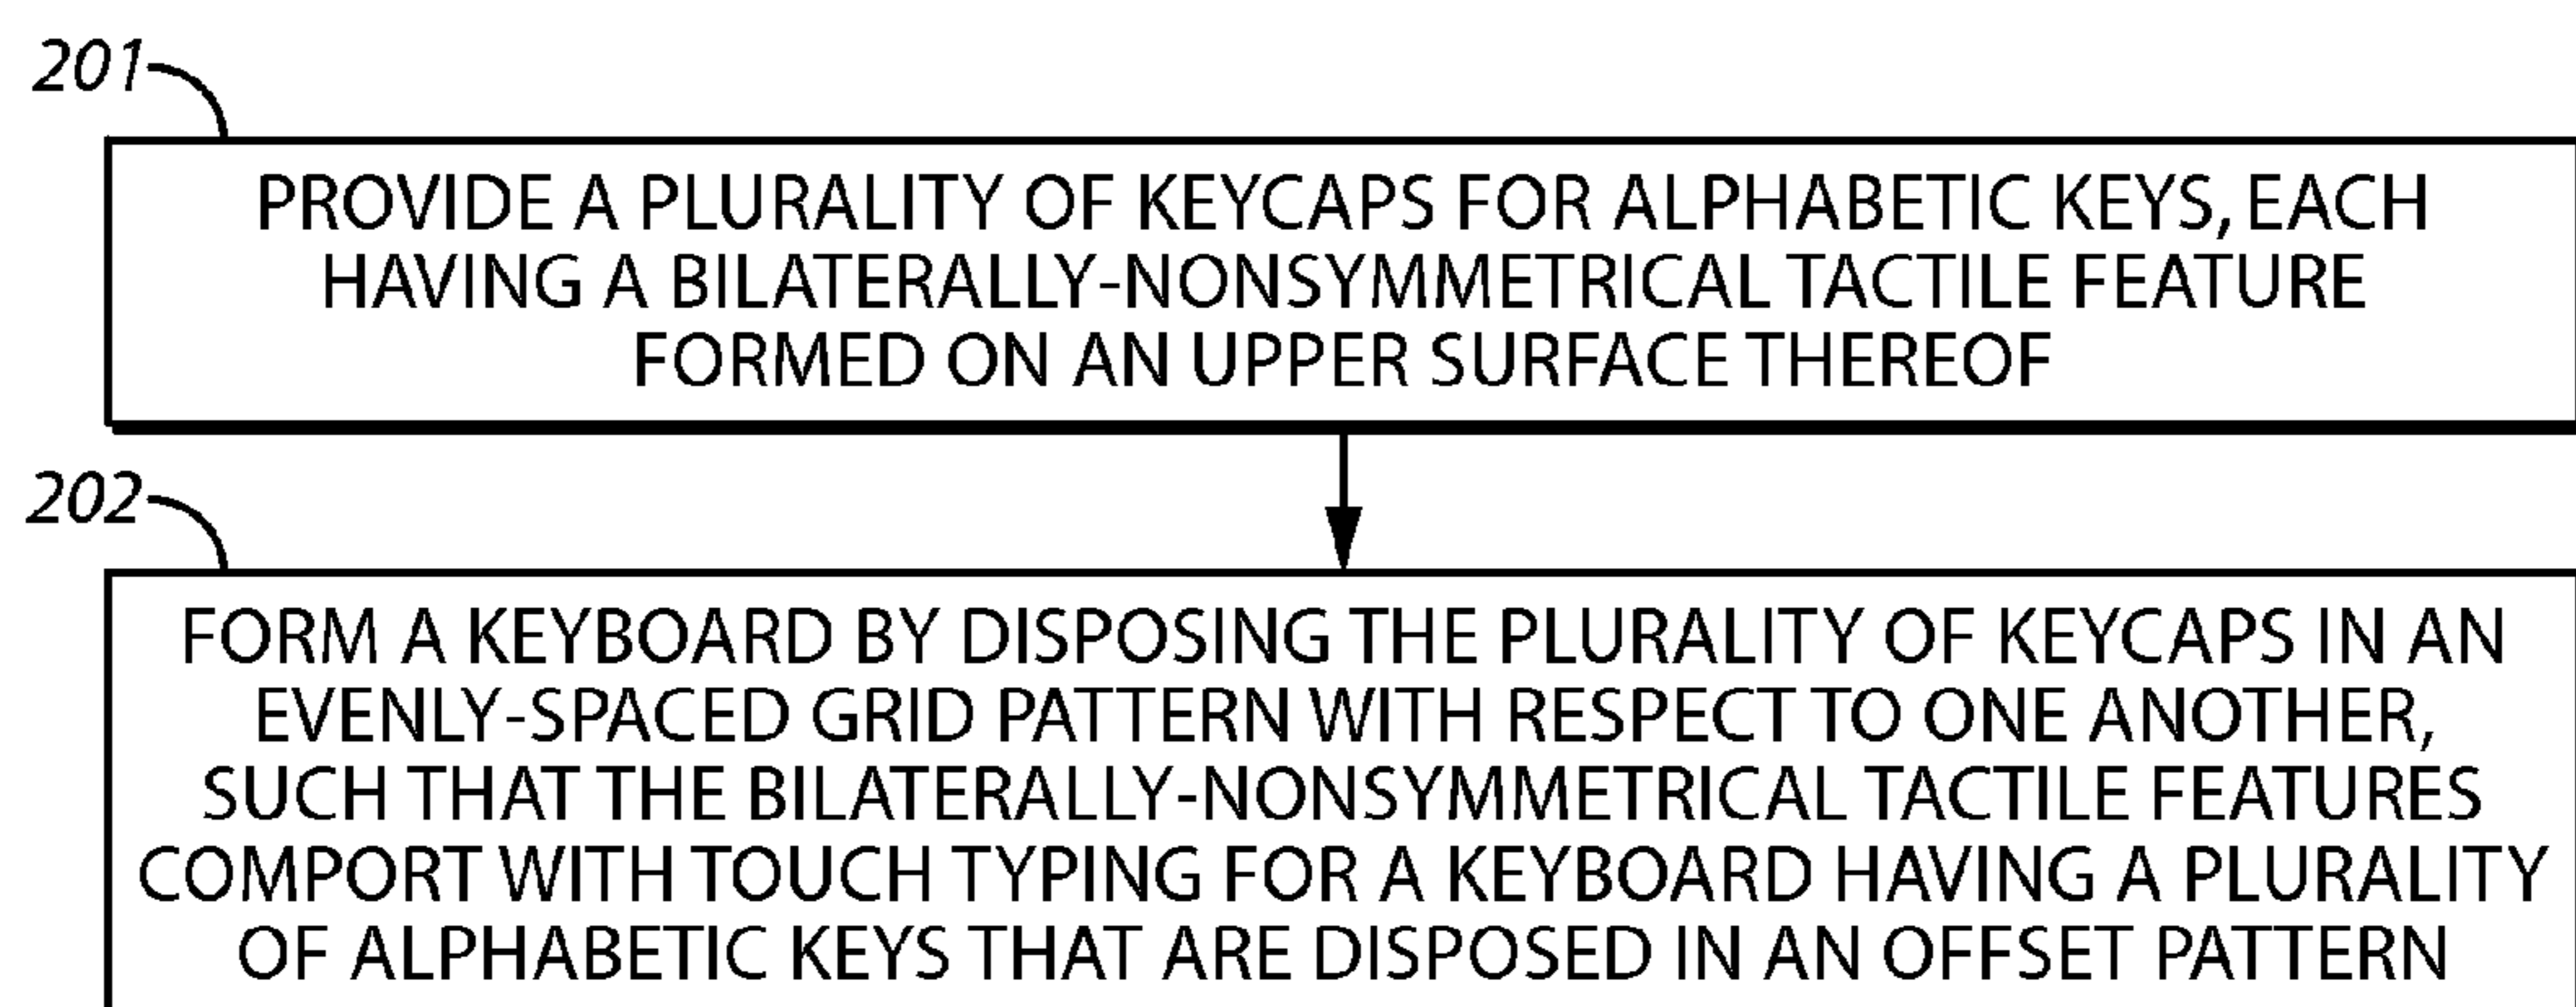 201
PROVIDE A PLURALITY OF KEYCAPS FOR ALPHABETIC KEYS, EACH
HAVING A BILATERALLY-NONSYMMETRICAL TACTILE FEATURE
FORMED ON AN UPPER SURFACE THEREOF
202
FORM A KEYBOARD BY DISPOSING THE PLURALITY OF KEYCAPS IN AN
EVENLY-SPACED GRID PATTERN WITH RESPECT TO ONE ANOTHER,
SUCH THAT THE BILATERALLY-NONSYMMETRICAL TACTILE FEATURES
COMPORT WITH TOUCH TYPING FOR A KEYBOARD HAVING A PLURALITY
OF ALPHABETIC KEYS THAT ARE DISPOSED IN AN OFFSET PATTERN